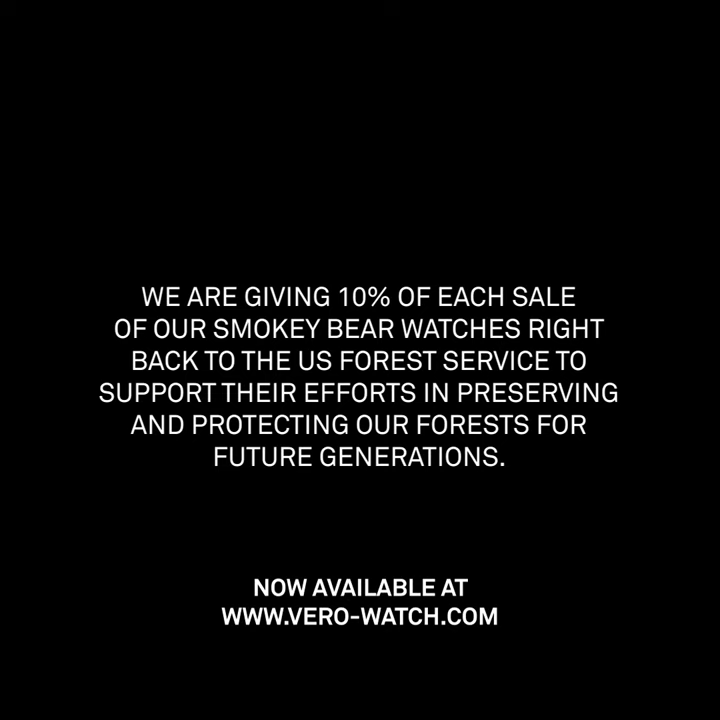 WE ARE GIVING 10% OF EACH SALE
OF OUR SMOKEY BEAR WATCHES RIGHT
BACK TO THE US FOREST SERVICE TO
SUPPORT THEIR EFFORTS IN PRESERVING
AND PROTECTING OUR FORESTS FOR
FUTURE GENERATIONS.
NOW AVAILABLE AT
WWW.VERO-WATCH.COM